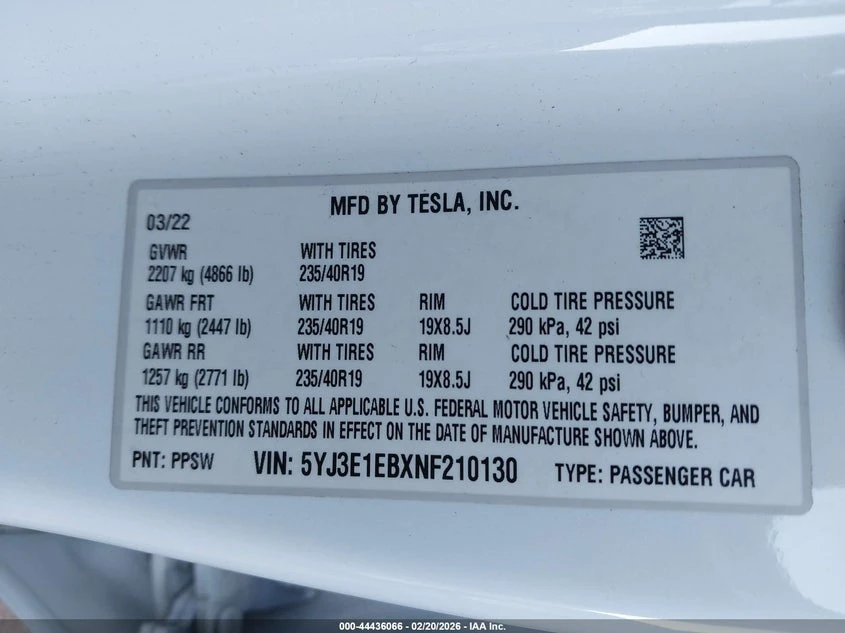 MFD BY TESLA, INC.
03/22
GVWR WITH TIRES
2207 kg (4866 lb) 235/40R19
GAWR FRT WITH TIRES RIM COLD TIRE PRESSURE
1110 kg (2447 lb) 235/40R19 19X8.5J 290 kPa, 42 psi
GAWR RR WITH TIRES RIM COLD TIRE PRESSURE
1257 kg (2771 lb) 235/40R19 19X8.5J 290 kPa, 42 psi
THIS VEHICLE CONFORMS TO ALL APPLICABLE U.S. FEDERAL MOTOR VEHICLE SAFETY, BUMPER, AND
THEFT PREVENTION STANDARDS IN EFFECT ON THE DATE OF MANUFACTURE SHOWN ABOVE.
PNT: PPSW VIN: 5YJ3E1EBXNF210130 TYPE: PASSENGER CAR
000-44436066 - 02/20/2026 - IAA Inc.